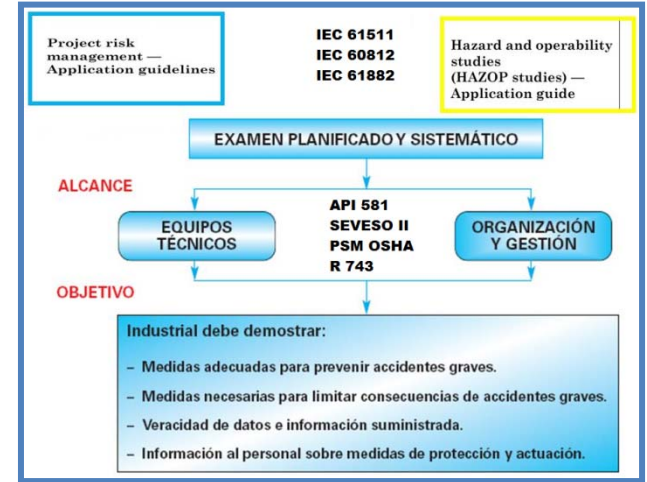 Project risk
management —
Application guidelines
IEC 61511
IEC 60812
IEC 61882
Hazard and operability
studies
(HAZOP studies) —
Application guide
EXAMEN PLANIFICADO Y SISTEMÁTICO
ALCANCE
EQUIPOS
TÉCNICOS
API 581
SEVESO II
PSM OSHA
R 743
ORGANIZACIÓN
Y GESTIÓN
OBJETIVO
Industrial debe demostrar:
– Medidas adecuadas para prevenir accidentes graves.
– Medidas necesarias para limitar consecuencias de accidentes graves.
– Veracidad de datos e información suministrada.
– Información al personal sobre medidas de protección y actuación.